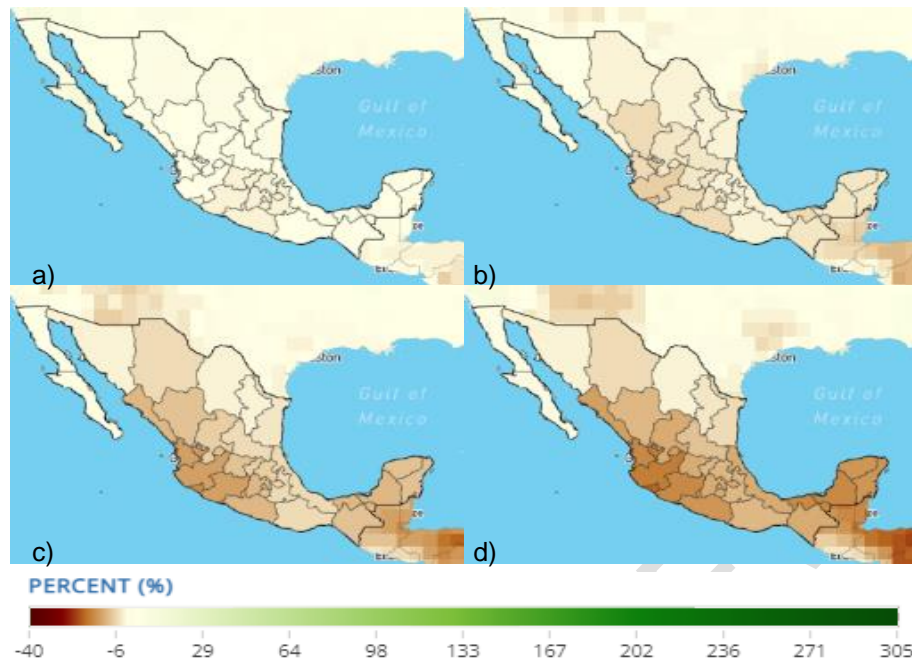 Gulf of
Mexico
a)
Gulf of
Mexico
b)
Gulf of
Mexico
c)
Gulf of
Mexico
d)
PERCENT (%)
-40 -6 29 64 98 133 167 202 236 271 305